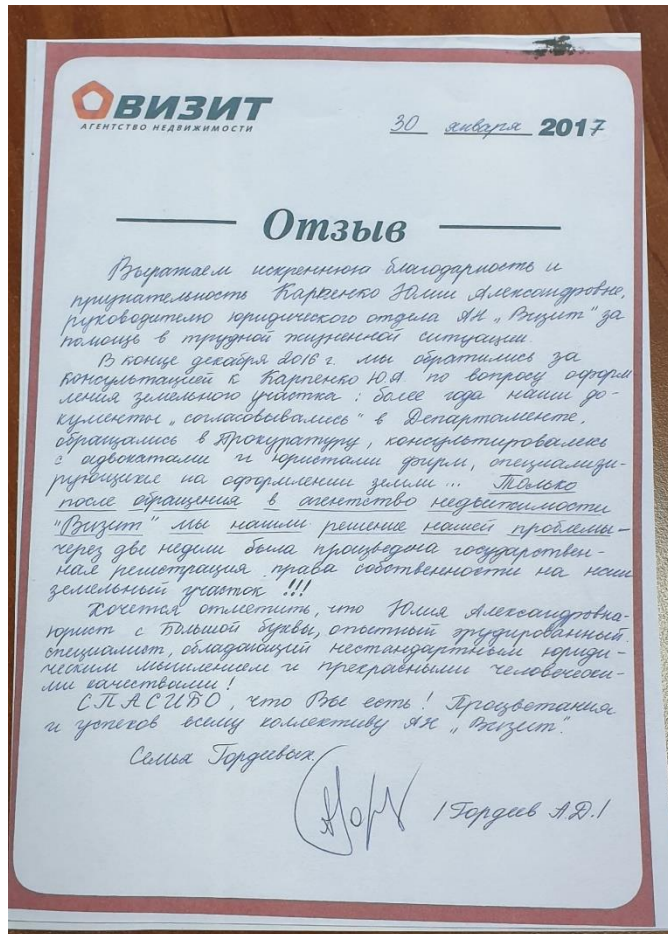 ВИЗИТ
АГЕНТСТВО НЕДВИЖИМОСТИ
30 января 2017
Отзыв
Выражаем искреннюю благодарность и
признательность Карпенко Юлии Александровне,
руководителю юридического отдела АН „Визит" за
помощь в трудной жизненной ситуации.
В конце декабря 2016 г. мы обратились за
консультацией к Карпенко ЮА по вопросу оформ
ления земельного участка: более года наши до-
кументы „согласовывались" в Департаменте,
обращались в Прокуратуру, консультировались
с адвокатами и юристами фирм, специализи-
рующихся на оформлении земли... Только
после обращения в агентство недвижимости
"Визит" мы нашли решение нашей проблемы -
через две недели была произведена государствен-
ная регистрация права собственности на наш
земельный участок!!!
Хочется отметить, что Юлия Александровна-
юрист с Большой буквы, опытный эрудированный
специалист, обладающий нестандартным юриди-
ческим мышлением и прекрасными человечески-
ми качествами!
СПАСИБО, что Вы есть! Процветания
и успехов всему коллективу АН „Визит".
Семья Гордеевых.
/Гордеев А.Д./